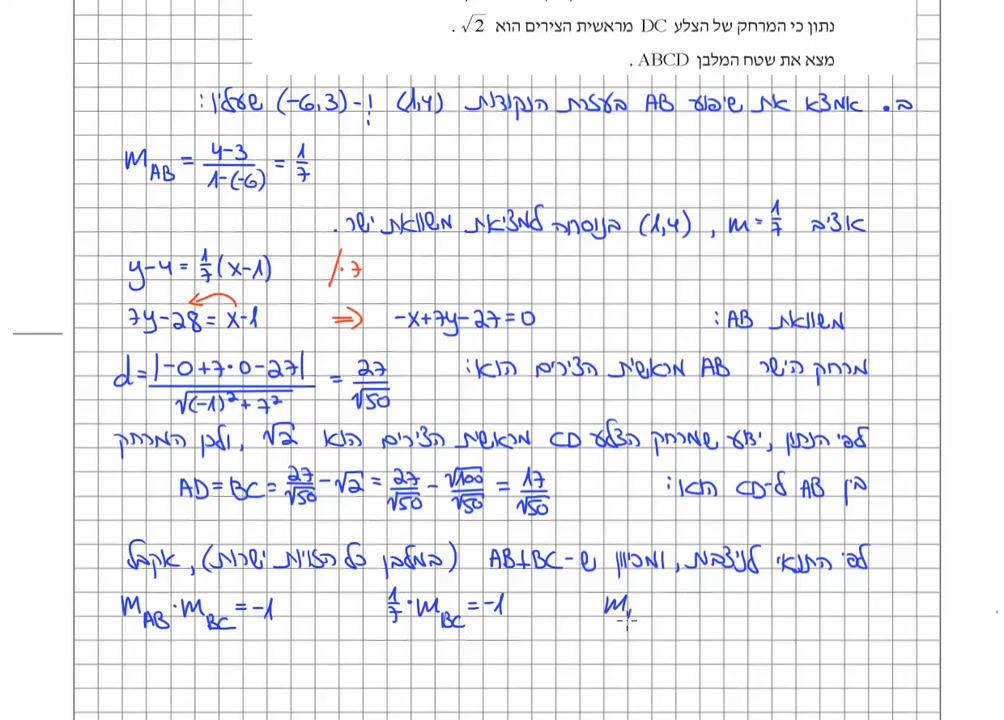 נתון כי המרחק של הצלע DC מראשית הצירים הוא √2 .
מצא את שטח המלבן ABCD .
ב. אמצא את שיפוע AB בעזרת הנקודות (1,4) ו-(-6,3) שעליו:
m_AB = (4-3)/(1-(-6)) = 1/7
אציב m = 1/7 , (1,4) בנוסחה למציאת משוואת ישר.
y-4 = 1/7(x-1) /·7
7y-28 = x-1 ⇒ -x+7y-27=0 משוואת AB:
מרחק הישר AB מראשית הצירים הוא: d = |-0+7·0-27|/√((-1)²+7²) = 27/√50
לפי הנתון, ידוע שמרחק הצלע CD מראשית הצירים הוא √2, ולכן המרחק
בין AB ל-CD הוא: AD = BC = 27/√50 - √2 = 27/√50 - √100/√50 = 17/√50
לפי התנאי לניצבות, ומכיוון ש-AB⊥BC (במלבן כל הזויות ישרות), אקבל
m_AB · m_BC = -1 1/7 · m_BC = -1 m